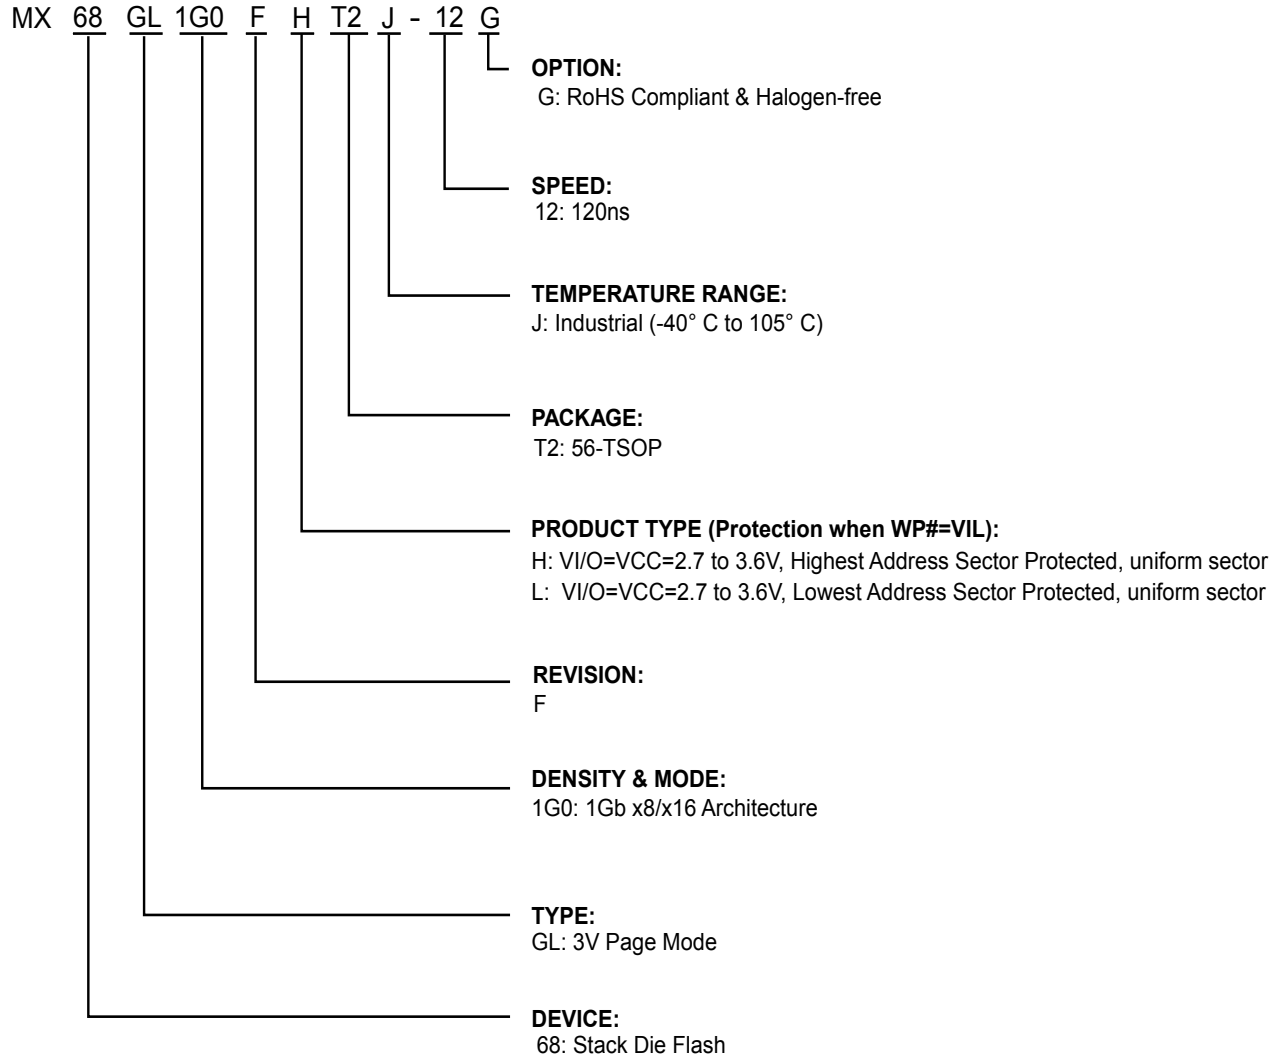 MX 68 GL 1G0 F H T2 J - 12 G
OPTION:
G: RoHS Compliant & Halogen-free
SPEED:
12: 120ns
TEMPERATURE RANGE:
J: Industrial (-40° C to 105° C)
PACKAGE:
T2: 56-TSOP
PRODUCT TYPE (Protection when WP#=VIL):
H: VI/O=VCC=2.7 to 3.6V, Highest Address Sector Protected, uniform sector
L: VI/O=VCC=2.7 to 3.6V, Lowest Address Sector Protected, uniform sector
REVISION:
F
DENSITY & MODE:
1G0: 1Gb x8/x16 Architecture
TYPE:
GL: 3V Page Mode
DEVICE:
68: Stack Die Flash